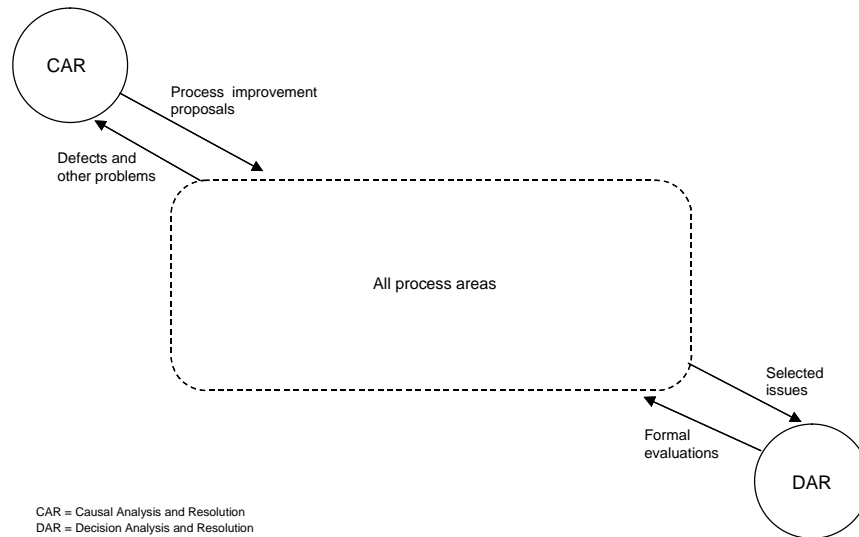 CAR
Process improvement
proposals
Defects and
other problems
All process areas
Selected
issues
Formal
evaluations
DAR
CAR = Causal Analysis and Resolution
DAR = Decision Analysis and Resolution